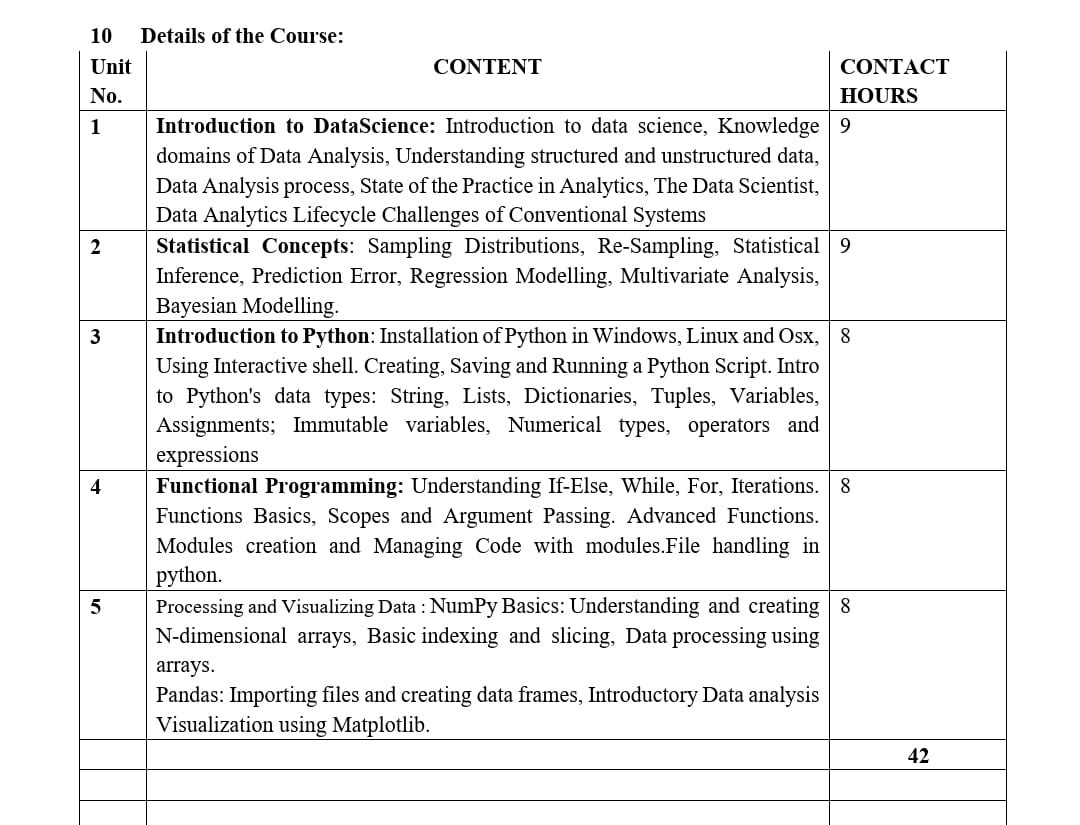 10 Details of the Course:
Unit No. CONTENT CONTACT HOURS
1 Introduction to DataScience: Introduction to data science, Knowledge 9
domains of Data Analysis, Understanding structured and unstructured data,
Data Analysis process, State of the Practice in Analytics, The Data Scientist,
Data Analytics Lifecycle Challenges of Conventional Systems
2 Statistical Concepts: Sampling Distributions, Re-Sampling, Statistical 9
Inference, Prediction Error, Regression Modelling, Multivariate Analysis,
Bayesian Modelling.
3 Introduction to Python: Installation of Python in Windows, Linux and Osx, 8
Using Interactive shell. Creating, Saving and Running a Python Script. Intro
to Python's data types: String, Lists, Dictionaries, Tuples, Variables,
Assignments; Immutable variables, Numerical types, operators and
expressions
4 Functional Programming: Understanding If-Else, While, For, Iterations. 8
Functions Basics, Scopes and Argument Passing. Advanced Functions.
Modules creation and Managing Code with modules.File handling in
python.
5 Processing and Visualizing Data : NumPy Basics: Understanding and creating 8
N-dimensional arrays, Basic indexing and slicing, Data processing using
arrays.
Pandas: Importing files and creating data frames, Introductory Data analysis
Visualization using Matplotlib.
42